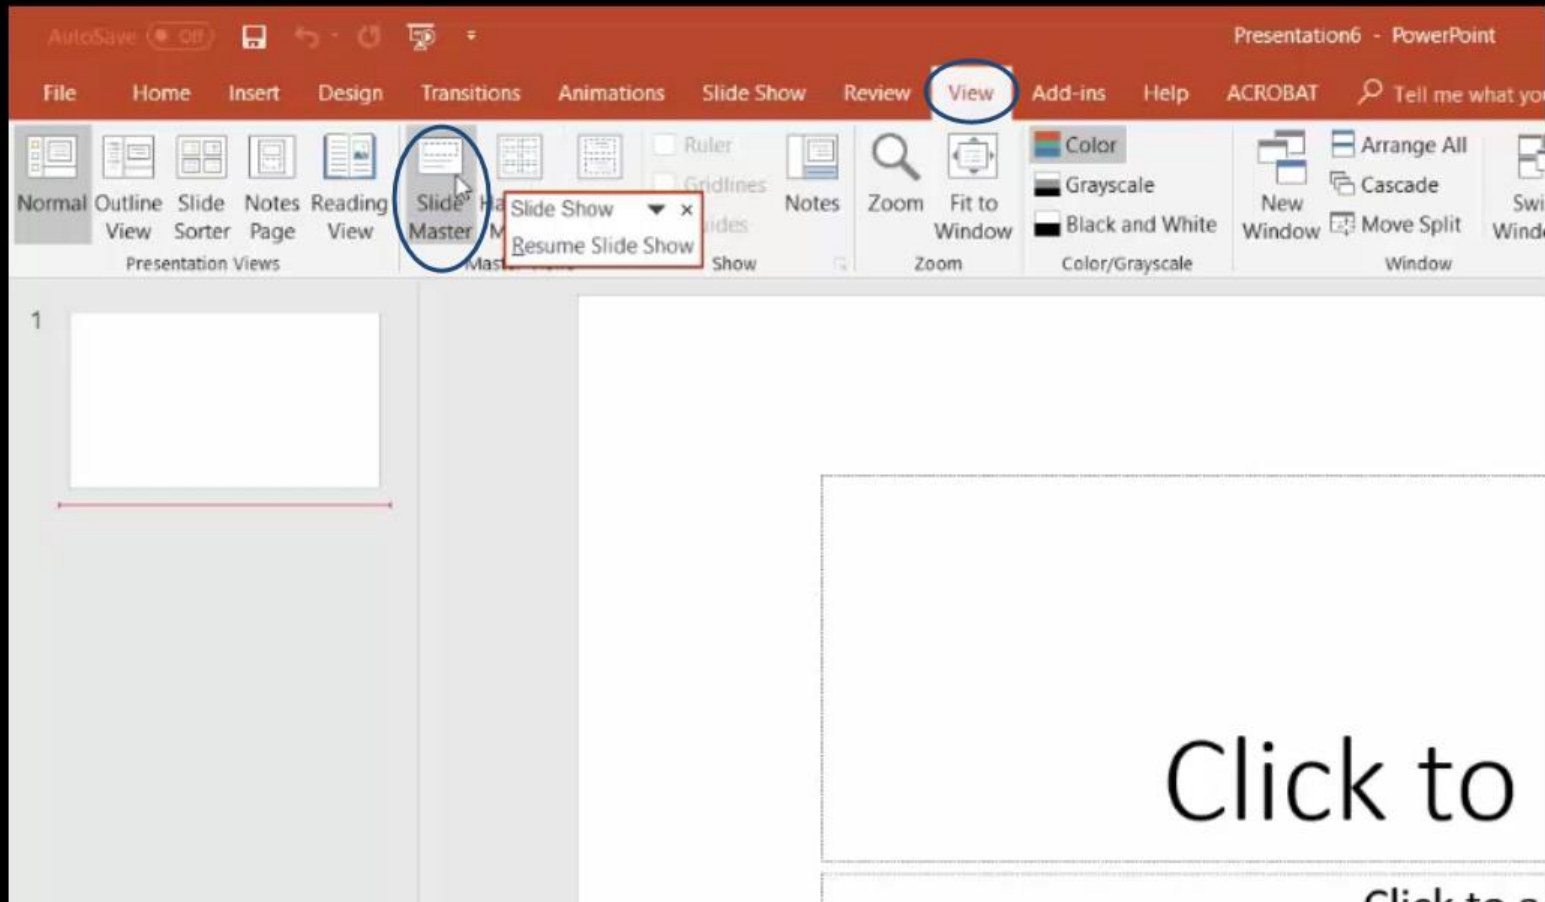 AutoSave Off
Presentation6 - PowerPoint
File Home Insert Design Transitions Animations Slide Show Review View Add-ins Help ACROBAT Tell me what you
Normal Outline View Slide Sorter Notes Page Reading View
Presentation Views
Slide Master
Slide Show
Resume Slide Show
Ruler
Gridlines
Notes
Show
Zoom Fit to Window
Zoom
Color
Grayscale
Black and White
Color/Grayscale
New Window
Arrange All
Cascade
Move Split
Window
1
Click to